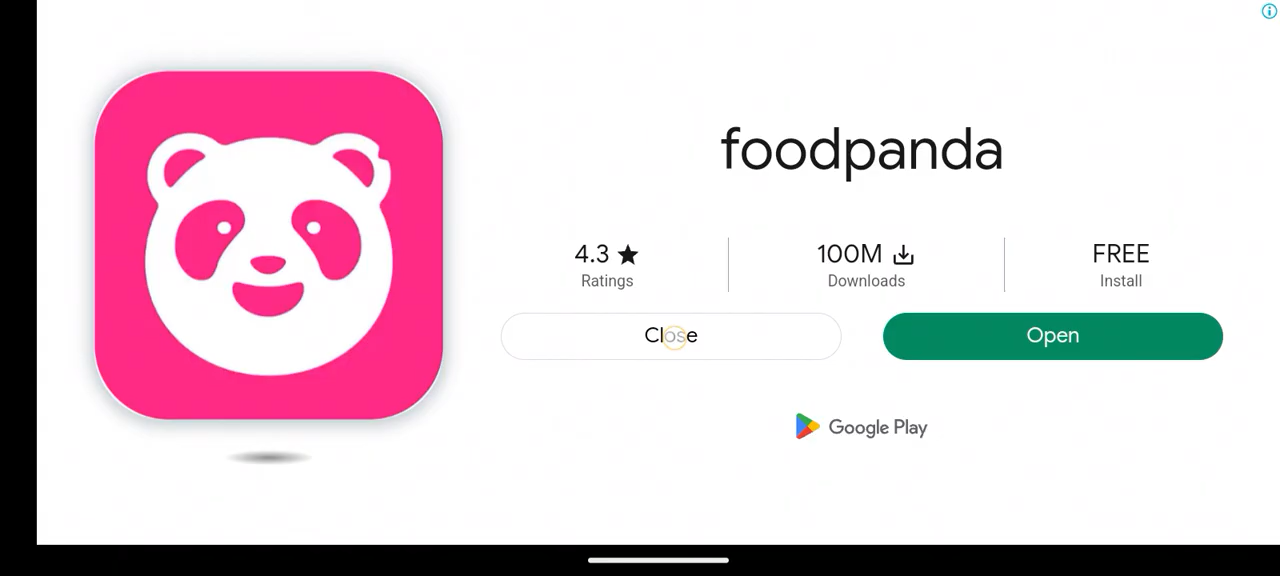 foodpanda
4.3 ★ 100M FREE
Ratings Downloads Install
Close Open
Google Play